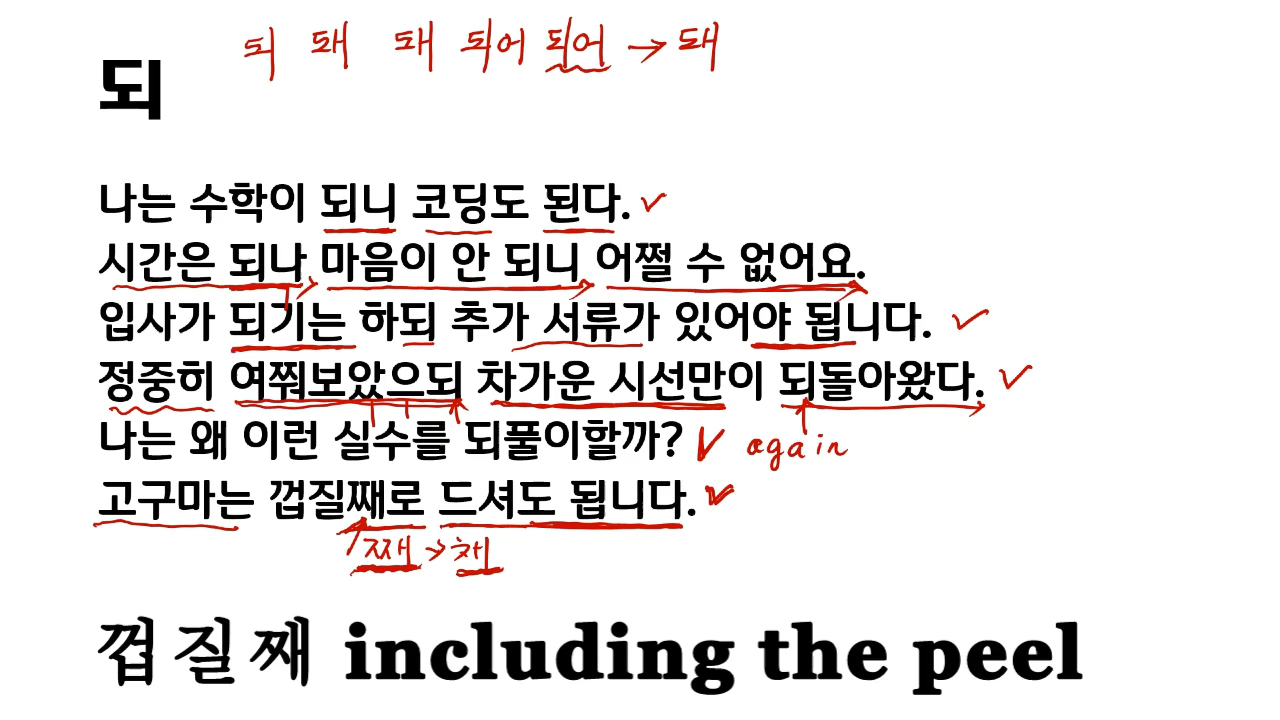 되 돼 돼 되어 되어 → 돼
되
나는 수학이 되니 코딩도 된다.
시간은 되나 마음이 안 되니 어쩔 수 없어요.
입사가 되기는 하되 추가 서류가 있어야 됩니다.
정중히 여쭤보았으되 차가운 시선만이 되돌아왔다.
나는 왜 이런 실수를 되풀이할까? again
고구마는 껍질째로 드셔도 됩니다.
째 → 채
껍질째 including the peel